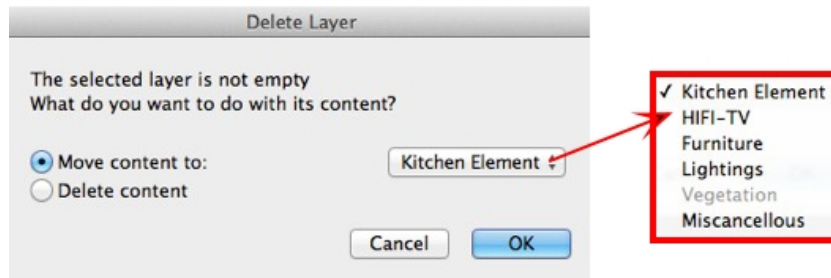 Delete Layer
The selected layer is not empty
What do you want to do with its content?
Move content to:
Kitchen Element
Delete content
Cancel
OK
✓ Kitchen Element
HIFI-TV
Furniture
Lightings
Vegetation
Miscancellous